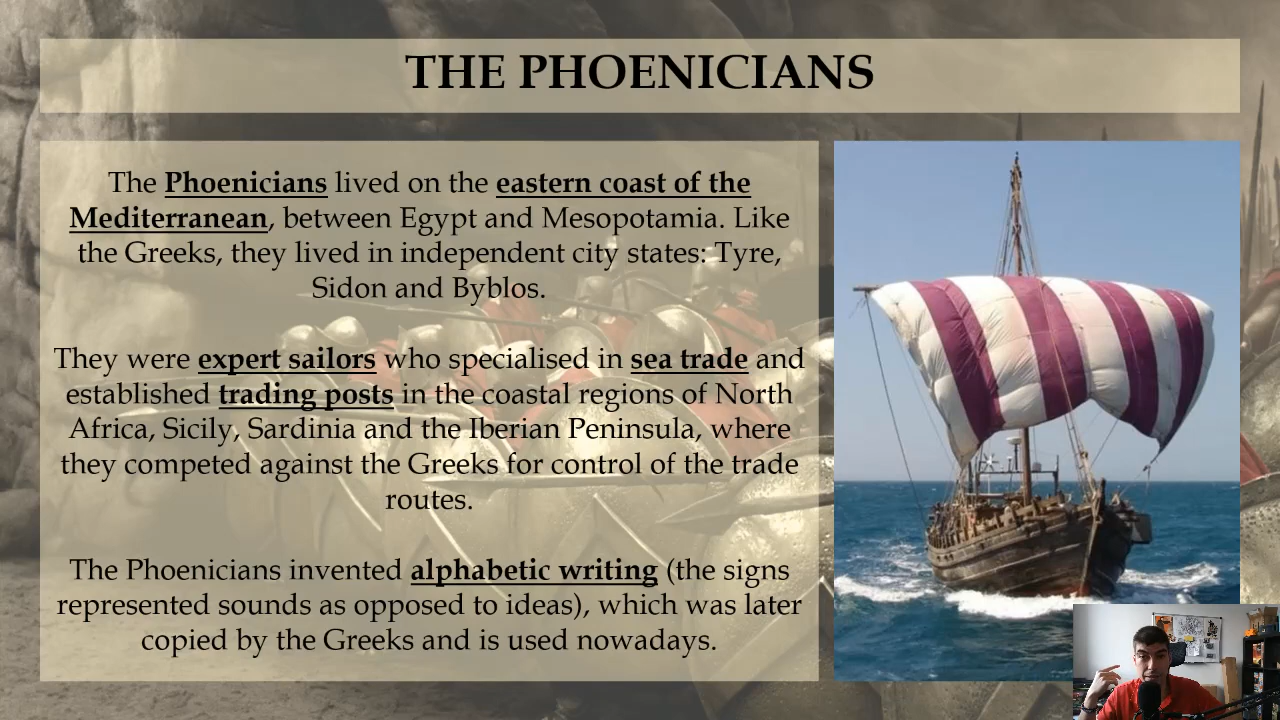 THE PHOENICIANS
The Phoenicians lived on the eastern coast of the
Mediterranean, between Egypt and Mesopotamia. Like
the Greeks, they lived in independent city states: Tyre,
Sidon and Byblos.
They were expert sailors who specialised in sea trade and
established trading posts in the coastal regions of North
Africa, Sicily, Sardinia and the Iberian Peninsula, where
they competed against the Greeks for control of the trade
routes.
The Phoenicians invented alphabetic writing (the signs
represented sounds as opposed to ideas), which was later
copied by the Greeks and is used nowadays.